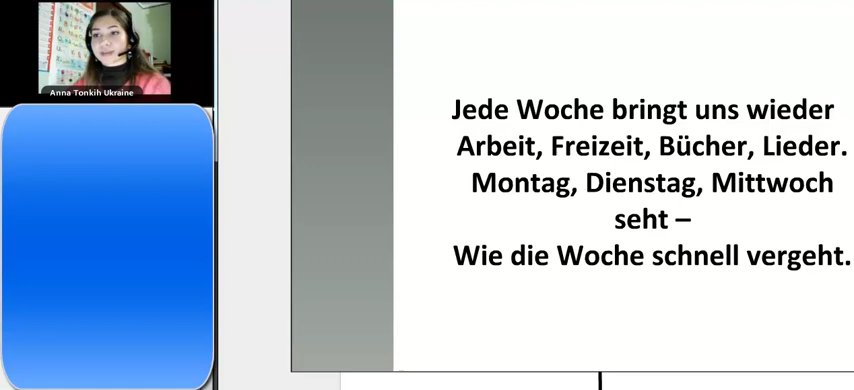 Anna Tonkih Ukraine
Jede Woche bringt uns wieder
Arbeit, Freizeit, Bücher, Lieder.
Montag, Dienstag, Mittwoch
seht –
Wie die Woche schnell vergeht.